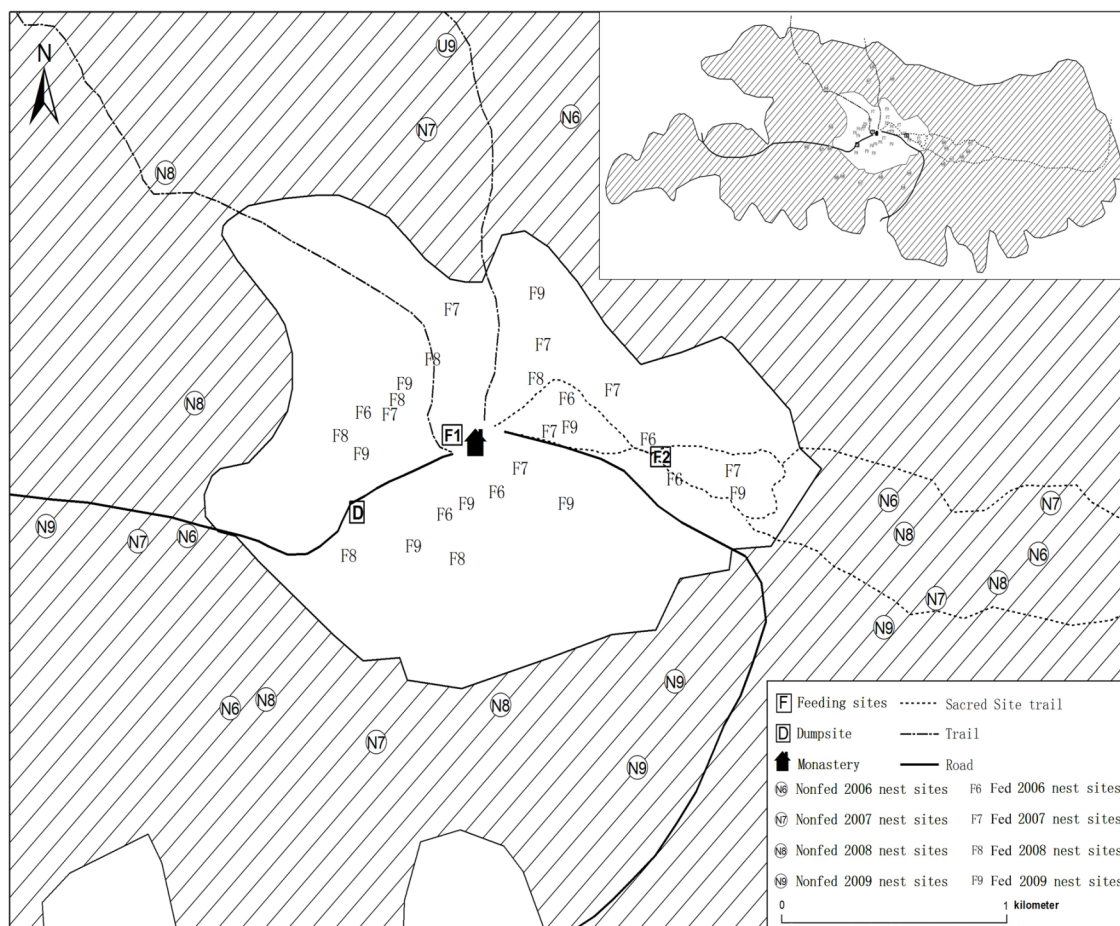 N
U9
N7
N6
N8
F9
F7
F7
F8
F8
F9
F6
F7
N8
F8
F6
F7
F8
F1
F7
F9
F6
F9
F2
F7
F6
F7
F6
F9
F9
F6
F9
N6
N7
D
F6
N9
N7
N6
N8
F9
F8
F8
N6
N8
N7
N9
N9
N6
N8
N8
N7
N9
F Feeding sites Sacred Site trail
D Dumpsite Trail
Monastery Road
N6 Nonfed 2006 nest sites F6 Fed 2006 nest sites
N7 Nonfed 2007 nest sites F7 Fed 2007 nest sites
N8 Nonfed 2008 nest sites F8 Fed 2008 nest sites
N9 Nonfed 2009 nest sites F9 Fed 2009 nest sites
0 1 kilometer